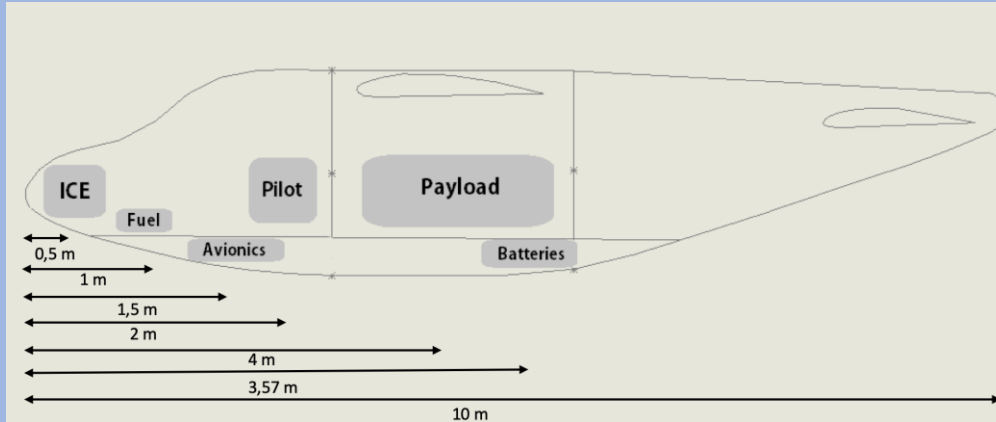 ICE
Pilot
Payload
Fuel
Avionics
Batteries
0,5 m
1 m
1,5 m
2 m
4 m
3,57 m
10 m